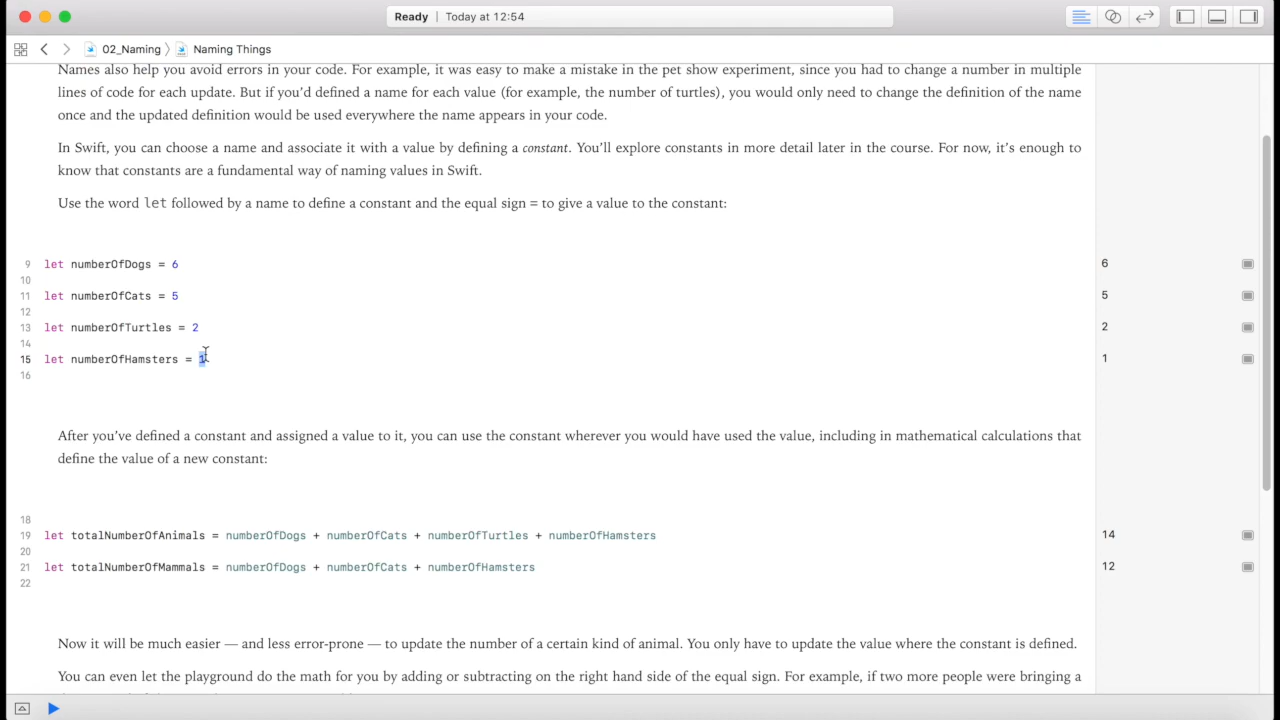 Ready | Today at 12:54
02_Naming Naming Things
Names also help you avoid errors in your code. For example, it was easy to make a mistake in the pet show experiment, since you had to change a number in multiple
lines of code for each update. But if you’d defined a name for each value (for example, the number of turtles), you would only need to change the definition of the name
once and the updated definition would be used everywhere the name appears in your code.
In Swift, you can choose a name and associate it with a value by defining a constant. You’ll explore constants in more detail later in the course. For now, it’s enough to
know that constants are a fundamental way of naming values in Swift.
Use the word let followed by a name to define a constant and the equal sign = to give a value to the constant:
9 let numberOfDogs = 6 6
10
11 let numberOfCats = 5 5
12
13 let numberOfTurtles = 2 2
14
15 let numberOfHamsters = 1 1
16
After you’ve defined a constant and assigned a value to it, you can use the constant wherever you would have used the value, including in mathematical calculations that
define the value of a new constant:
18
19 let totalNumberOfAnimals = numberOfDogs + numberOfCats + numberOfTurtles + numberOfHamsters 14
20
21 let totalNumberOfMammals = numberOfDogs + numberOfCats + numberOfHamsters 12
22
Now it will be much easier — and less error-prone — to update the number of a certain kind of animal. You only have to update the value where the constant is defined.
You can even let the playground do the math for you by adding or subtracting on the right hand side of the equal sign. For example, if two more people were bringing a